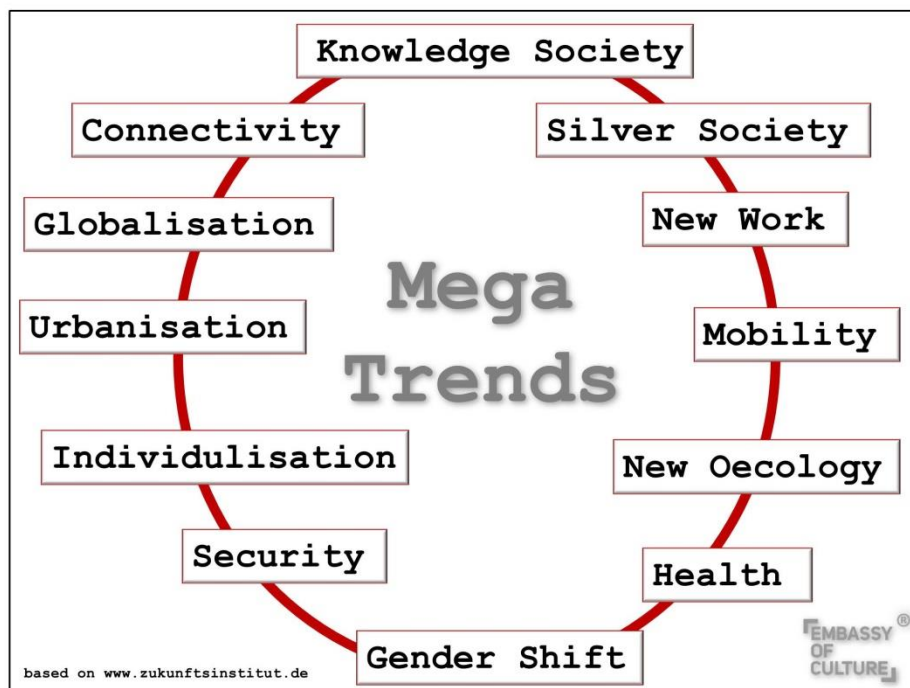 Knowledge Society
Connectivity
Silver Society
Globalisation
New Work
Mega
Trends
Urbanisation
Mobility
Individulisation
New Oecology
Security
Health
Gender Shift
EMBASSY
OF
CULTURE
®
based on www.zukunftsinstitut.de